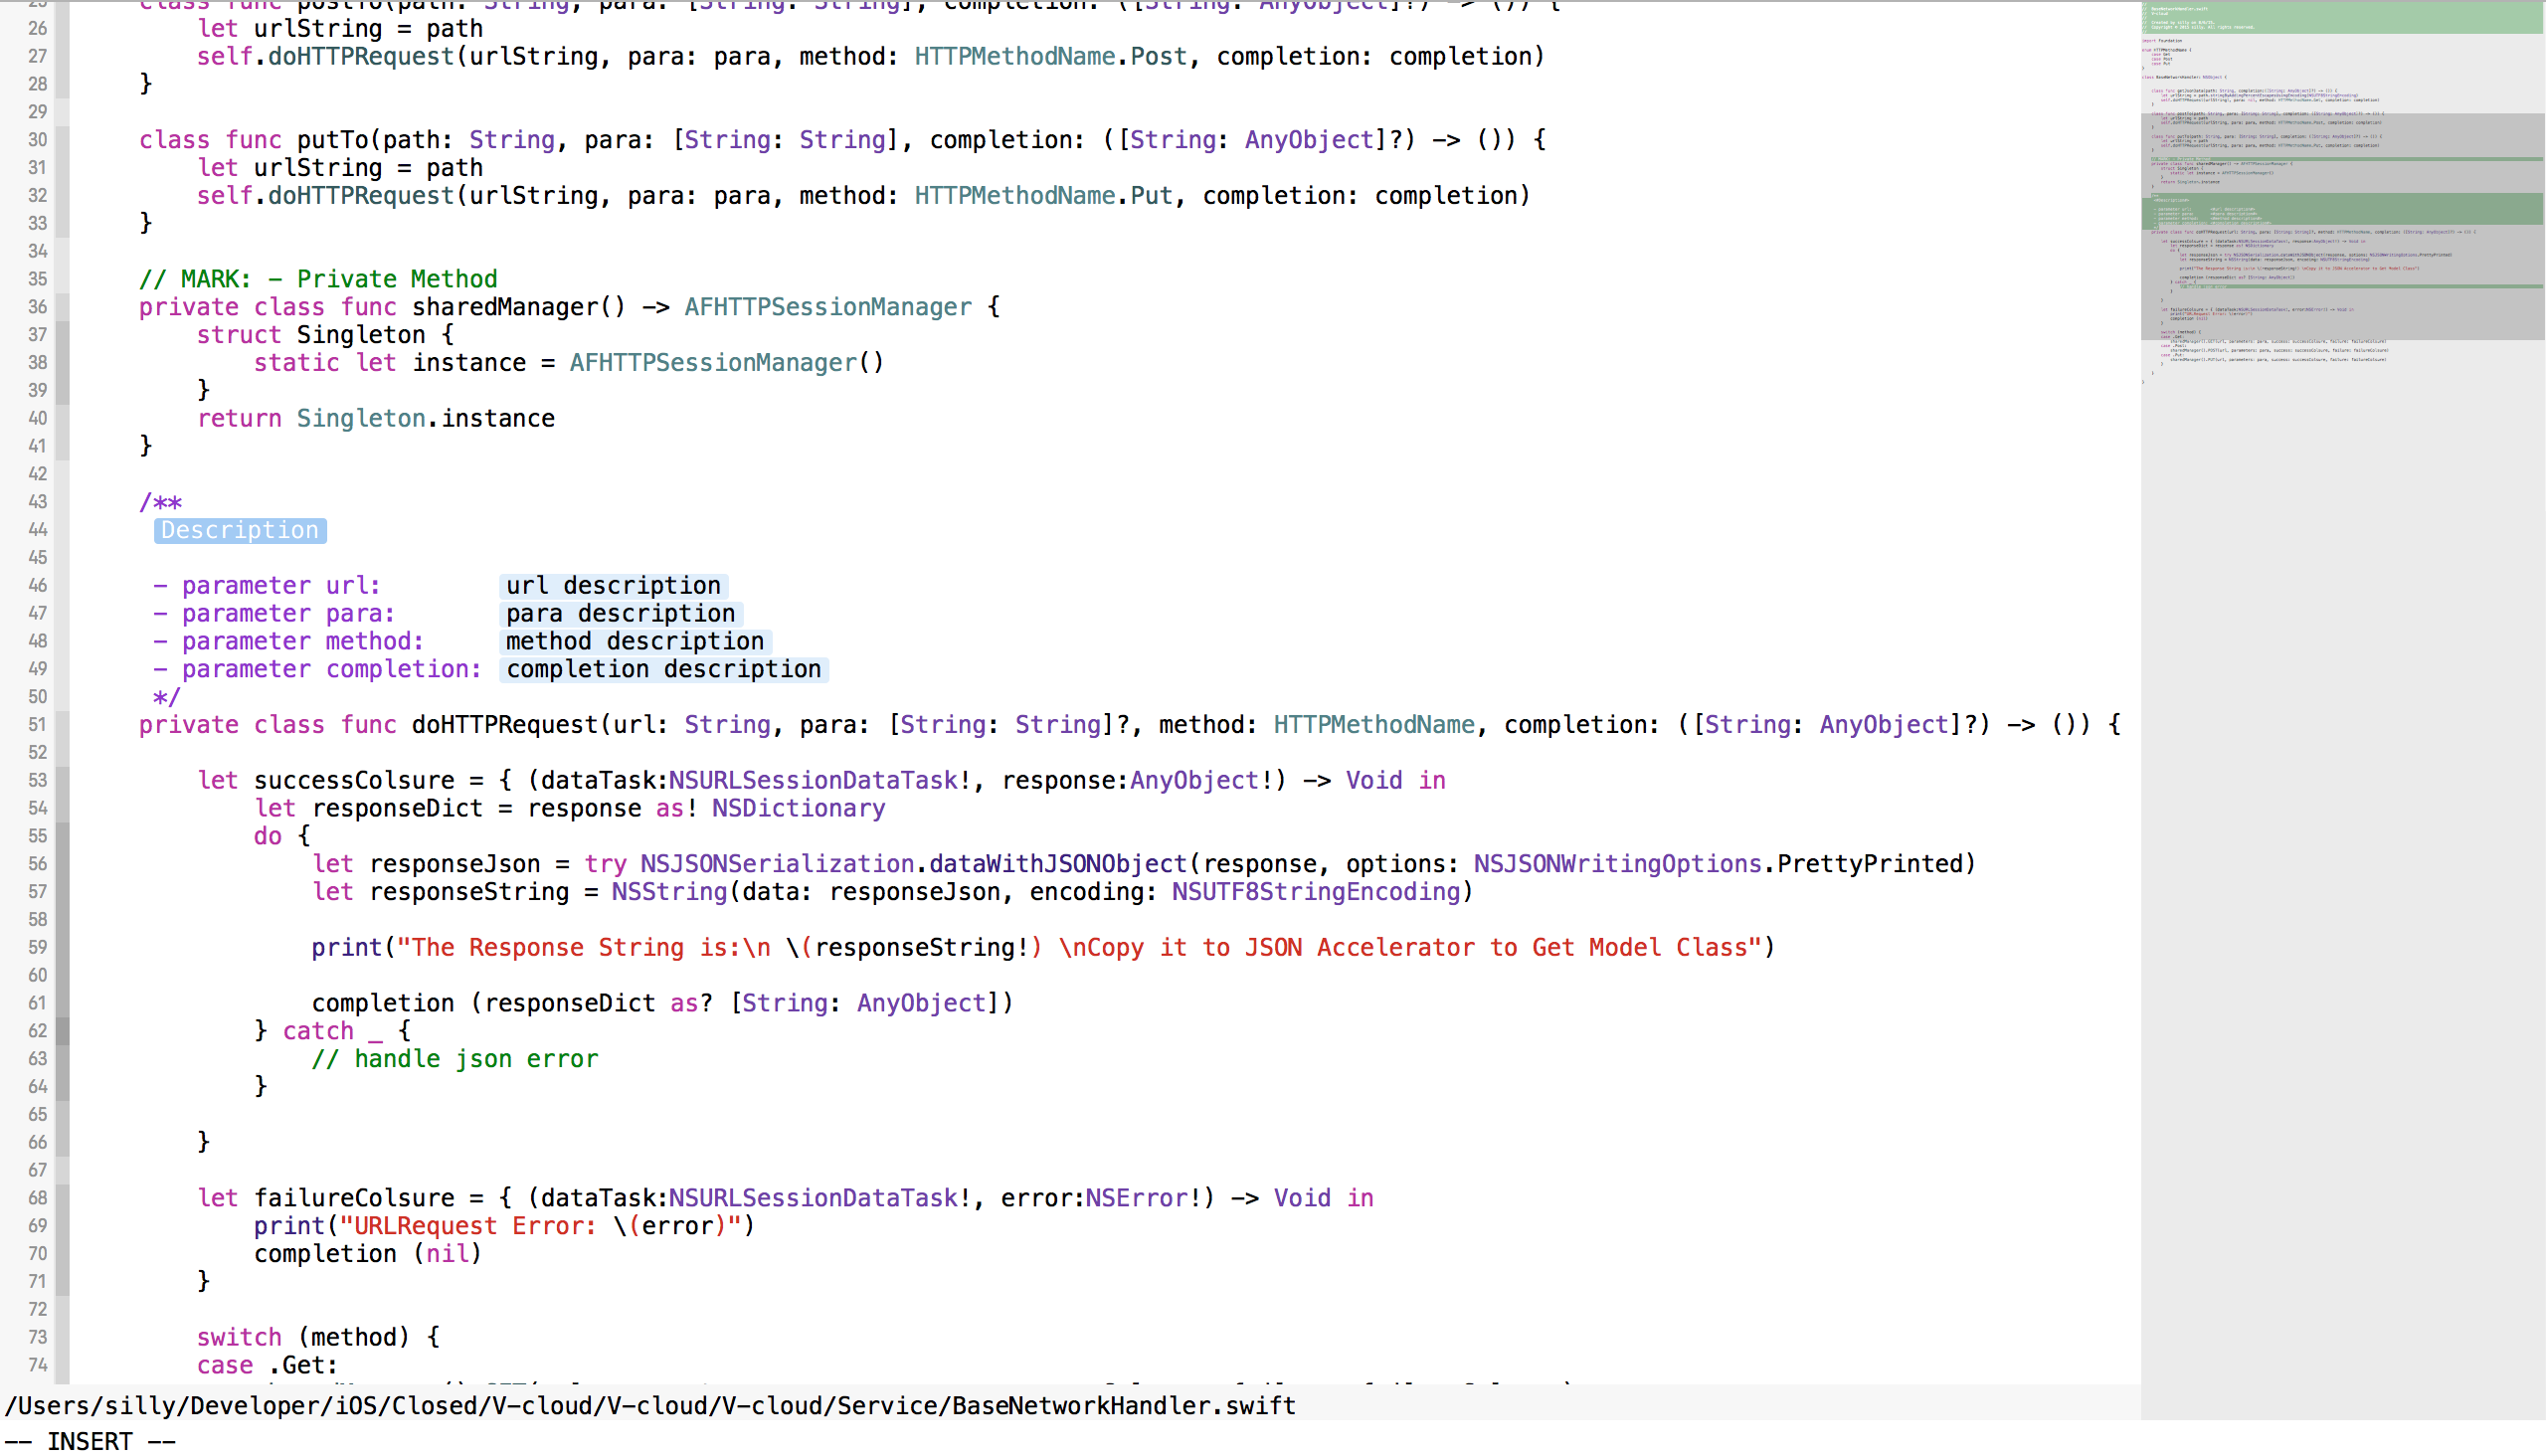 25 class func postTo(path: String, para: [String: String], completion: ([String: AnyObject]?) -> ()) {
26 let urlString = path
27 self.doHTTPRequest(urlString, para: para, method: HTTPMethodName.Post, completion: completion)
28 }
29
30 class func putTo(path: String, para: [String: String], completion: ([String: AnyObject]?) -> ()) {
31 let urlString = path
32 self.doHTTPRequest(urlString, para: para, method: HTTPMethodName.Put, completion: completion)
33 }
34
35 // MARK: - Private Method
36 private class func sharedManager() -> AFHTTPSessionManager {
37 struct Singleton {
38 static let instance = AFHTTPSessionManager()
39 }
40 return Singleton.instance
41 }
42
43 /**
44 Description
45
46 - parameter url: url description
47 - parameter para: para description
48 - parameter method: method description
49 - parameter completion: completion description
50 */
51 private class func doHTTPRequest(url: String, para: [String: String]?, method: HTTPMethodName, completion: ([String: AnyObject]?) -> ()) {
52
53 let successColsure = { (dataTask:NSURLSessionDataTask!, response:AnyObject!) -> Void in
54 let responseDict = response as! NSDictionary
55 do {
56 let responseJson = try NSJSONSerialization.dataWithJSONObject(response, options: NSJSONWritingOptions.PrettyPrinted)
57 let responseString = NSString(data: responseJson, encoding: NSUTF8StringEncoding)
58
59 print("The Response String is:\n \(responseString!) \nCopy it to JSON Accelerator to Get Model Class")
60
61 completion (responseDict as? [String: AnyObject])
62 } catch _ {
63 // handle json error
64 }
65
66 }
67
68 let failureColsure = { (dataTask:NSURLSessionDataTask!, error:NSError!) -> Void in
69 print("URLRequest Error: \(error)")
70 completion (nil)
71 }
72
73 switch (method) {
74 case .Get:
/Users/silly/Developer/iOS/Closed/V-cloud/V-cloud/V-cloud/Service/BaseNetworkHandler.swift
-- INSERT --